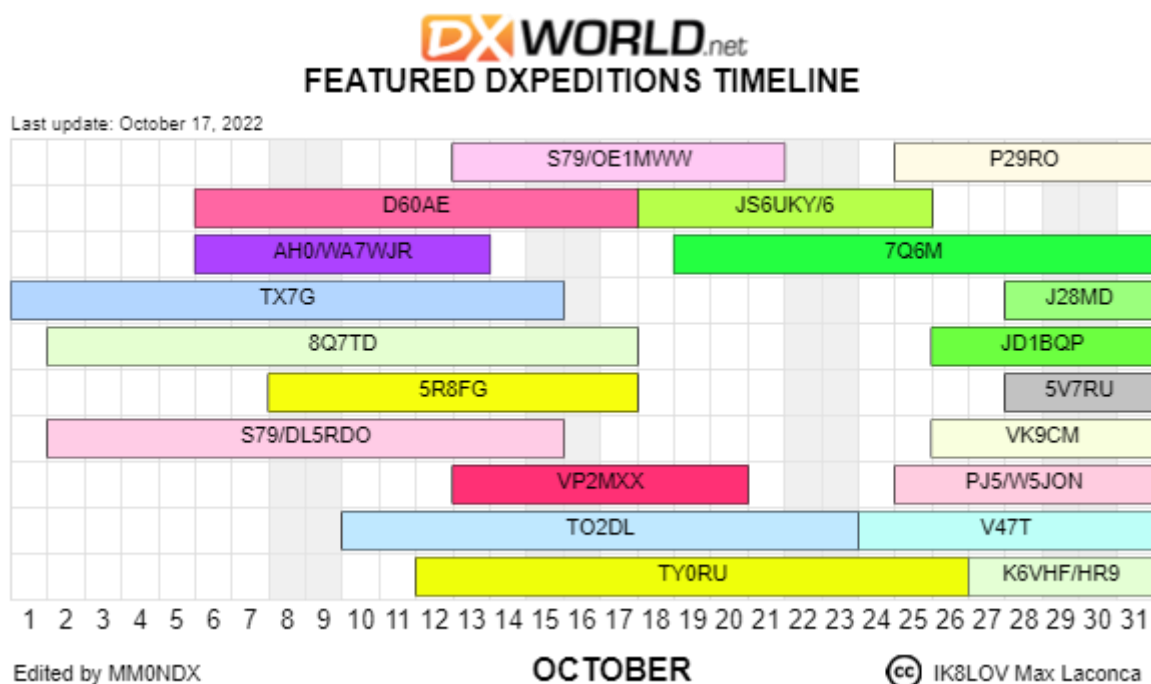 DX WORLD.net
FEATURED DXPEDITIONS TIMELINE
Last update: October 17, 2022
S79/OE1MWW P29RO
D60AE JS6UKY/6
AH0/WA7WJR 7Q6M
TX7G J28MD
8Q7TD JD1BQP
5R8FG 5V7RU
S79/DL5RDO VK9CM
VP2MXX PJ5/W5JON
TO2DL V47T
TY0RU K6VHF/HR9
1 2 3 4 5 6 7 8 9 10 11 12 13 14 15 16 17 18 19 20 21 22 23 24 25 26 27 28 29 30 31
Edited by MM0NDX OCTOBER cc IK8LOV Max Laconca